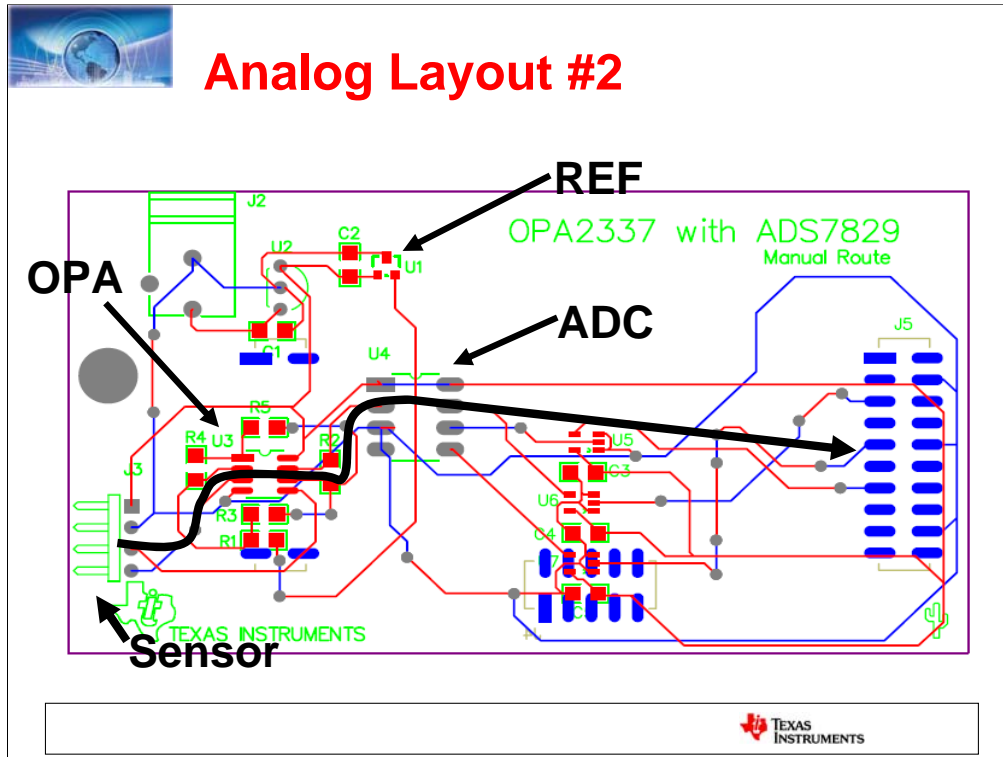 Analog Layout #2
REF
J2
C2
OPA2337 with ADS7829
U2
U1
Manual Route
OPA
ADC
J5
C1
U4
R5
R4
U3
R2
U5
J3
C3
U6
R3
C4
R1
TEXAS INSTRUMENTS
Sensor
TEXAS
INSTRUMENTS